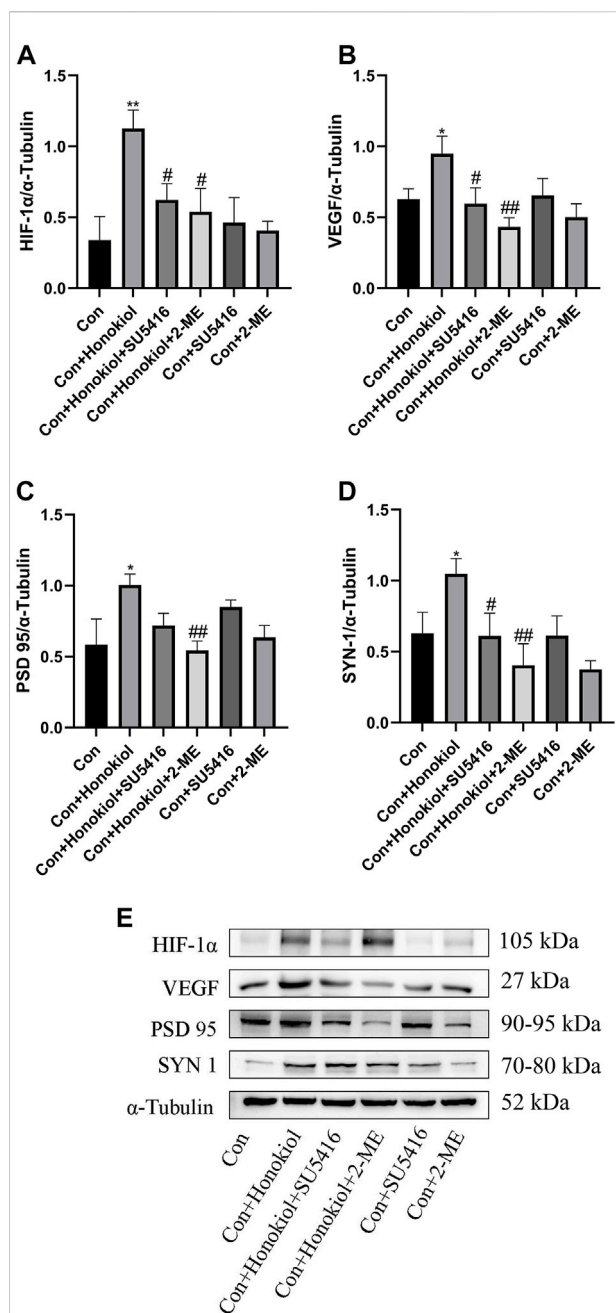 A
HIF-1α/α-Tubulin
1.5
1.0
0.5
0.0
**
#
#
Con
Con+Honokiol
Con+Honokiol+SU5416
Con+Honokiol+2-ME
Con+SU5416
Con+2-ME
B
VEGF/α-Tubulin
1.5
1.0
0.5
0.0
*
#
##
Con
Con+Honokiol
Con+Honokiol+SU5416
Con+Honokiol+2-ME
Con+SU5416
Con+2-ME
C
PSD 95/α-Tubulin
1.5
1.0
0.5
0.0
*
##
Con
Con+Honokiol
Con+Honokiol+SU5416
Con+Honokiol+2-ME
Con+SU5416
Con+2-ME
D
SYN-1/α-Tubulin
1.5
1.0
0.5
0.0
*
#
##
Con
Con+Honokiol
Con+Honokiol+SU5416
Con+Honokiol+2-ME
Con+SU5416
Con+2-ME
E
HIF-1α 105 kDa
VEGF 27 kDa
PSD 95 90-95 kDa
SYN 1 70-80 kDa
α-Tubulin 52 kDa
Con
Con+Honokiol
Con+Honokiol+SU5416
Con+Honokiol+2-ME
Con+SU5416
Con+2-ME